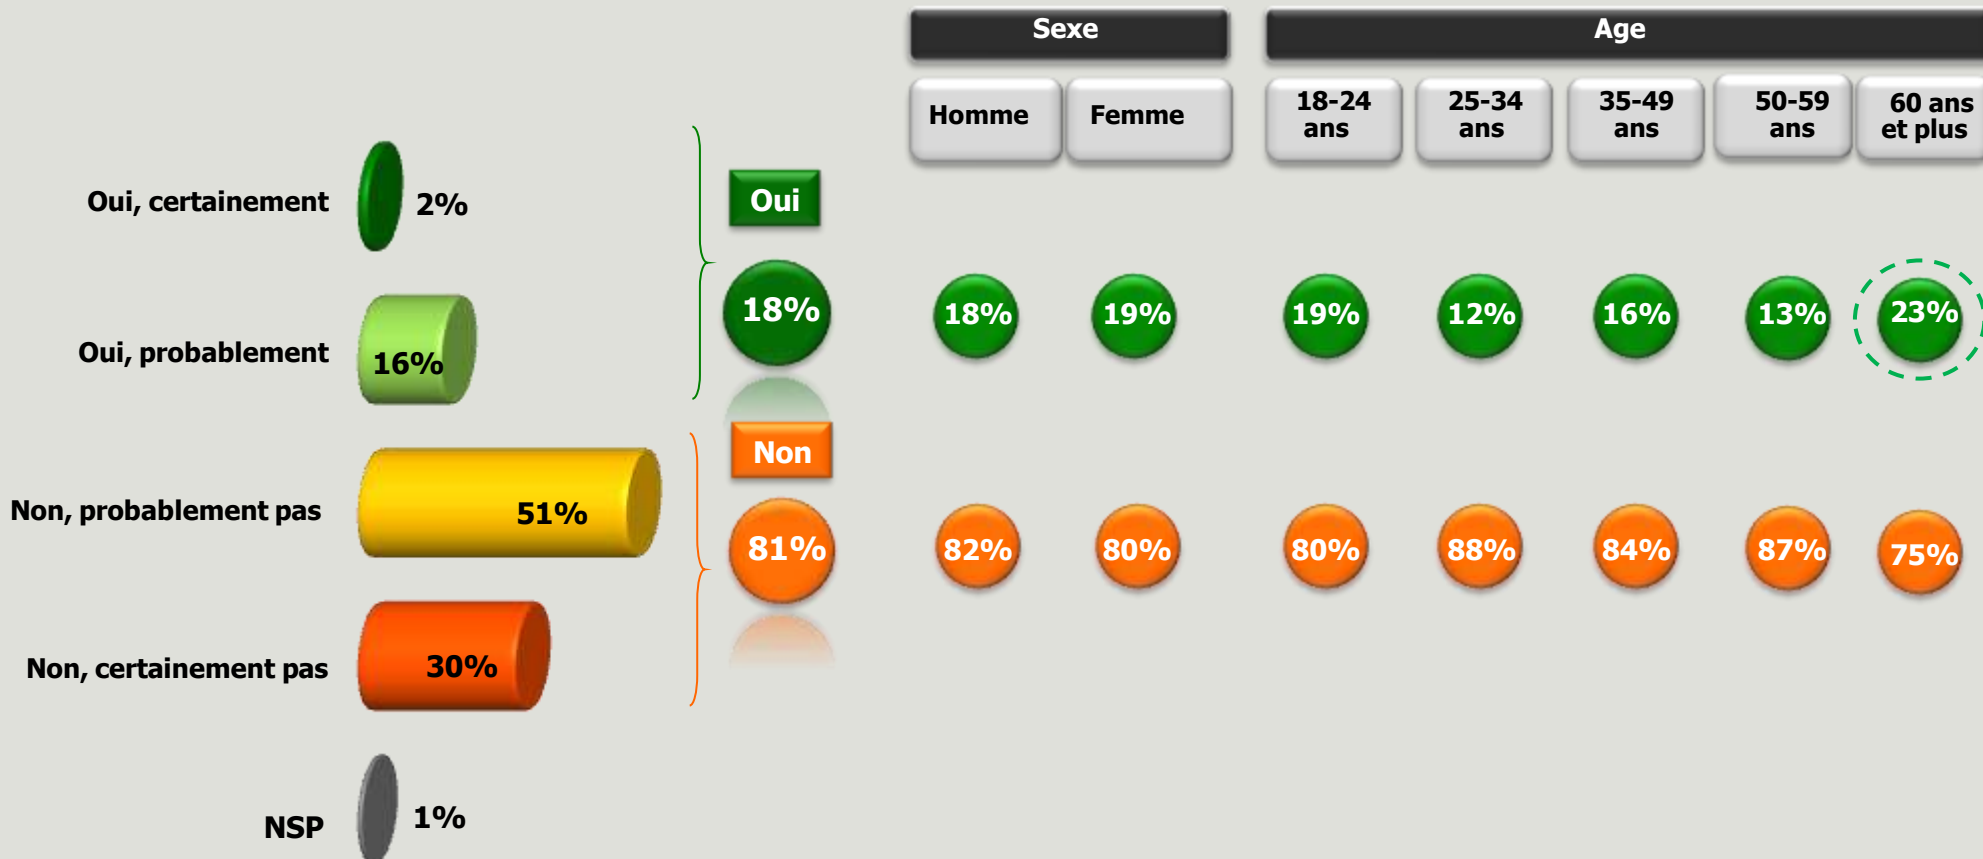 Sexe
Age
Homme
Femme
18-24
ans
25-34
ans
35-49
ans
50-59
ans
60 ans
et plus
Oui, certainement
2%
Oui
Oui, probablement
16%
18%
18%
19%
19%
12%
16%
13%
23%
Non
Non, probablement pas
51%
81%
82%
80%
80%
88%
84%
87%
75%
Non, certainement pas
30%
NSP
1%